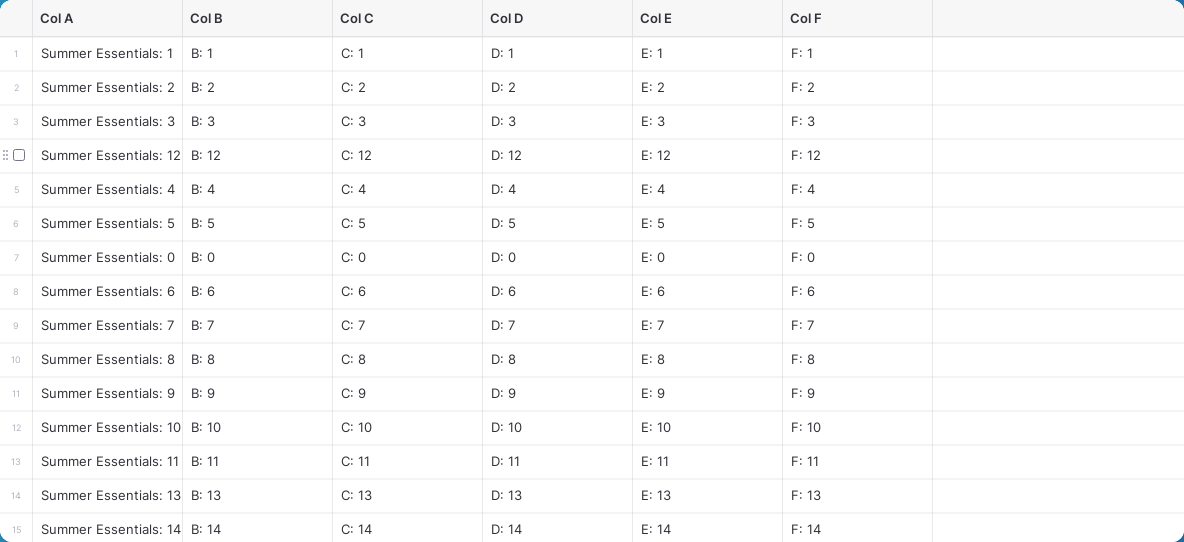 Col A Col B Col C Col D Col E Col F
1 Summer Essentials: 1 B: 1 C: 1 D: 1 E: 1 F: 1
2 Summer Essentials: 2 B: 2 C: 2 D: 2 E: 2 F: 2
3 Summer Essentials: 3 B: 3 C: 3 D: 3 E: 3 F: 3
Summer Essentials: 12 B: 12 C: 12 D: 12 E: 12 F: 12
5 Summer Essentials: 4 B: 4 C: 4 D: 4 E: 4 F: 4
6 Summer Essentials: 5 B: 5 C: 5 D: 5 E: 5 F: 5
7 Summer Essentials: 0 B: 0 C: 0 D: 0 E: 0 F: 0
8 Summer Essentials: 6 B: 6 C: 6 D: 6 E: 6 F: 6
9 Summer Essentials: 7 B: 7 C: 7 D: 7 E: 7 F: 7
10 Summer Essentials: 8 B: 8 C: 8 D: 8 E: 8 F: 8
11 Summer Essentials: 9 B: 9 C: 9 D: 9 E: 9 F: 9
12 Summer Essentials: 10 B: 10 C: 10 D: 10 E: 10 F: 10
13 Summer Essentials: 11 B: 11 C: 11 D: 11 E: 11 F: 11
14 Summer Essentials: 13 B: 13 C: 13 D: 13 E: 13 F: 13
15 Summer Essentials: 14 B: 14 C: 14 D: 14 E: 14 F: 14